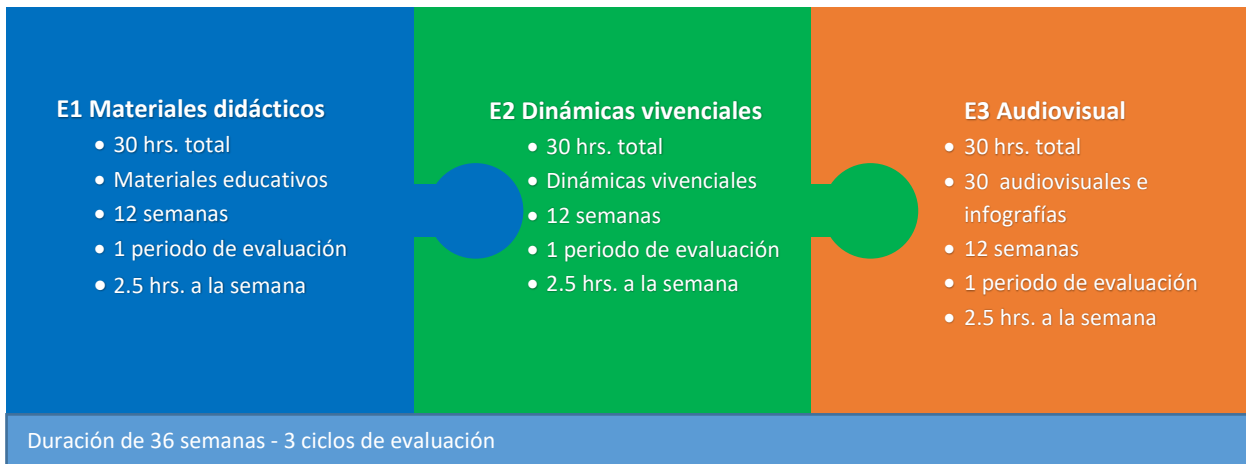 E1 Materiales didácticos
• 30 hrs. total
• Materiales educativos
• 12 semanas
• 1 periodo de evaluación
• 2.5 hrs. a la semana
E2 Dinámicas vivenciales
• 30 hrs. total
• Dinámicas vivenciales
• 12 semanas
• 1 periodo de evaluación
• 2.5 hrs. a la semana
E3 Audiovisual
• 30 hrs. total
• 30 audiovisuales e
infografías
• 12 semanas
• 1 periodo de evaluación
• 2.5 hrs. a la semana
Duración de 36 semanas - 3 ciclos de evaluación